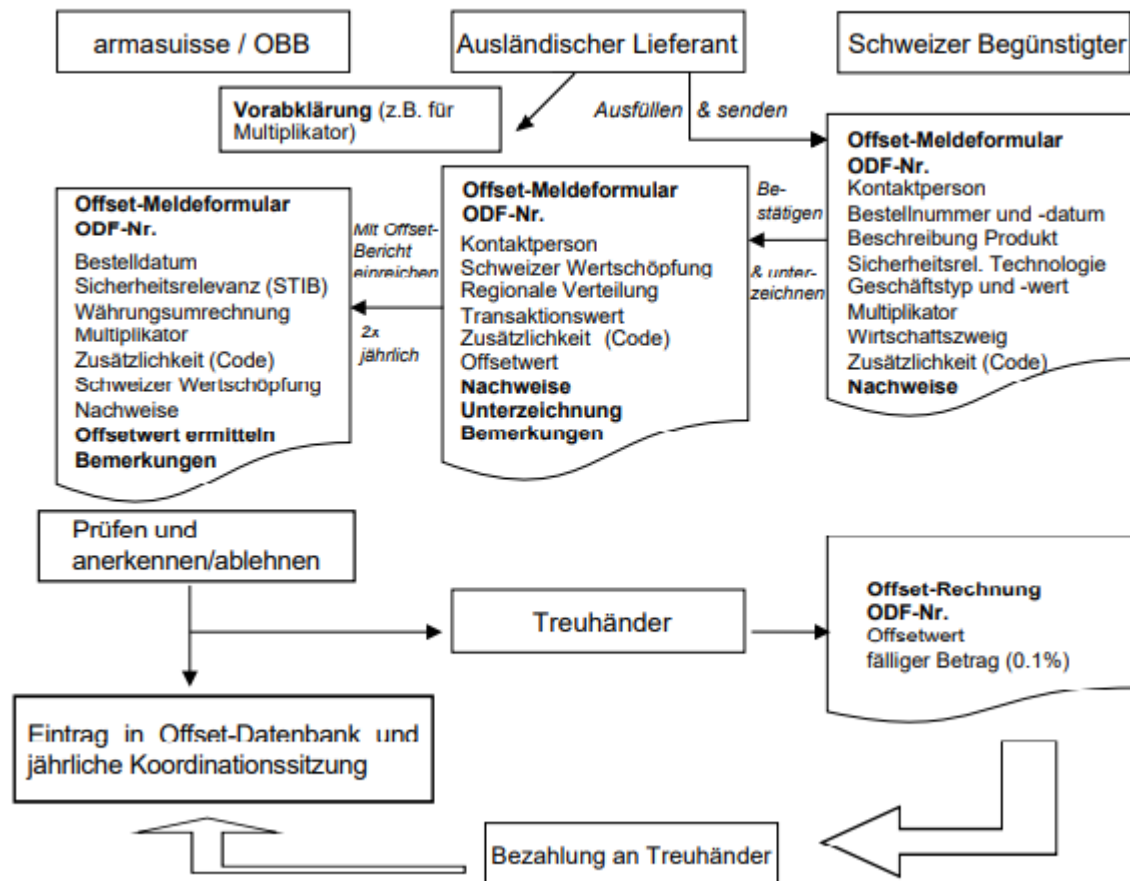 armasuisse / OBB
Ausländischer Lieferant
Schweizer Begünstigter
Vorabklärung (z.B. für
Multiplikator)
Ausfüllen & senden
Offset-Meldeformular
ODF-Nr.
Kontaktperson
Bestellnummer und -datum
Beschreibung Produkt
Sicherheitsrel. Technologie
Geschäftstyp und -wert
Multiplikator
Wirtschaftszweig
Zusätzlichkeit (Code)
Nachweise
Be-
stätigen
& unter-
zeichnen
Offset-Meldeformular
ODF-Nr.
Kontaktperson
Schweizer Wertschöpfung
Regionale Verteilung
Transaktionswert
Zusätzlichkeit (Code)
Offsetwert
Nachweise
Unterzeichnung
Bemerkungen
Mit Offset-
Bericht
einreichen
2x
jährlich
Offset-Meldeformular
ODF-Nr.
Bestelldatum
Sicherheitsrelevanz (STIB)
Währungsumrechnung
Multiplikator
Zusätzlichkeit (Code)
Schweizer Wertschöpfung
Nachweise
Offsetwert ermitteln
Bemerkungen
Prüfen und
anerkennen/ablehnen
Treuhänder
Offset-Rechnung
ODF-Nr.
Offsetwert
fälliger Betrag (0.1%)
Eintrag in Offset-Datenbank und
jährliche Koordinationssitzung
Bezahlung an Treuhänder